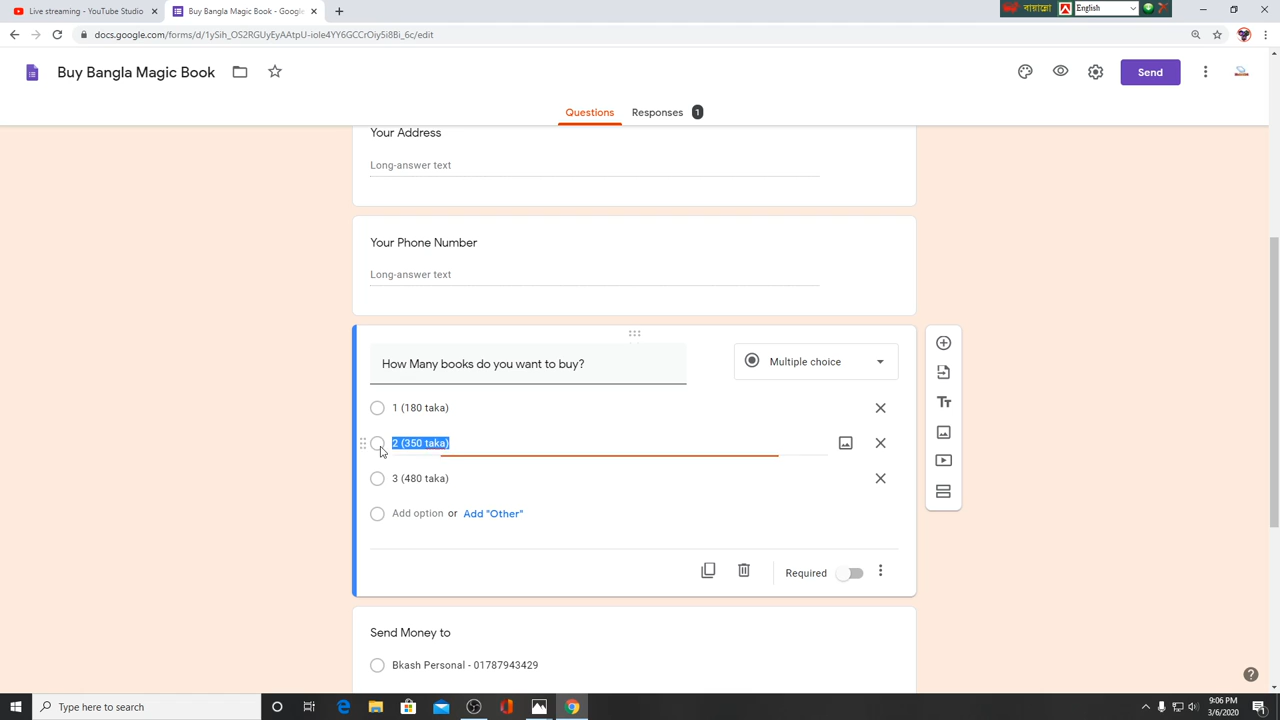 Live streaming - YouTube Studio
Buy Bangla Magic Book - Google
বায়ান্নো
English
docs.google.com/forms/d/1ySih_OS2RGUyEyAAtpU-iole4YY6GCCrOiy5i8Bi_6c/edit
Buy Bangla Magic Book
Send
Questions
Responses 1
Your Address
Long-answer text
Your Phone Number
Long-answer text
How Many books do you want to buy?
Multiple choice
1 (180 taka)
2 (350 taka)
3 (480 taka)
Add option or Add "Other"
Required
Send Money to
Bkash Personal - 01787943429
Type here to search
9:06 PM
3/6/2020